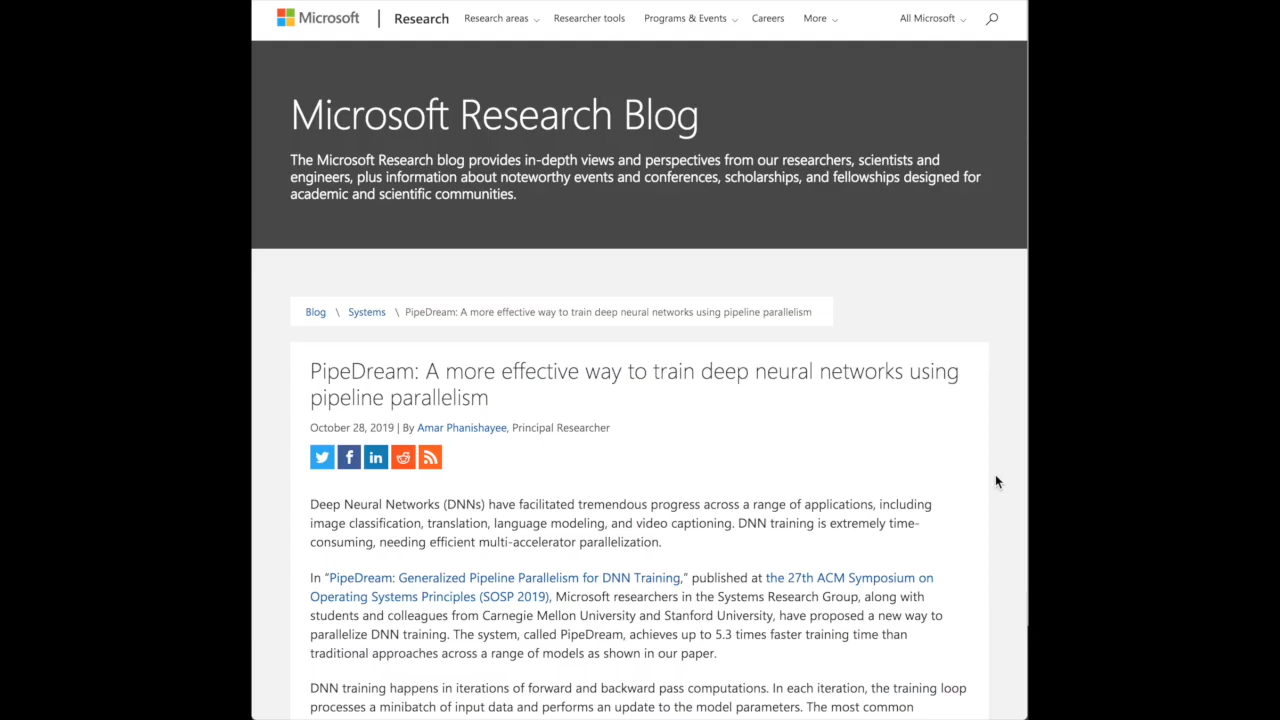 Microsoft | Research Research areas Researcher tools Programs & Events Careers More All Microsoft
Microsoft Research Blog
The Microsoft Research blog provides in-depth views and perspectives from our researchers, scientists and
engineers, plus information about noteworthy events and conferences, scholarships, and fellowships designed for
academic and scientific communities.
Blog \ Systems \ PipeDream: A more effective way to train deep neural networks using pipeline parallelism
PipeDream: A more effective way to train deep neural networks using
pipeline parallelism
October 28, 2019 | By Amar Phanishayee, Principal Researcher
Deep Neural Networks (DNNs) have facilitated tremendous progress across a range of applications, including
image classification, translation, language modeling, and video captioning. DNN training is extremely time-
consuming, needing efficient multi-accelerator parallelization.
In “PipeDream: Generalized Pipeline Parallelism for DNN Training,” published at the 27th ACM Symposium on
Operating Systems Principles (SOSP 2019), Microsoft researchers in the Systems Research Group, along with
students and colleagues from Carnegie Mellon University and Stanford University, have proposed a new way to
parallelize DNN training. The system, called PipeDream, achieves up to 5.3 times faster training time than
traditional approaches across a range of models as shown in our paper.
DNN training happens in iterations of forward and backward pass computations. In each iteration, the training loop
processes a minibatch of input data and performs an update to the model parameters. The most common